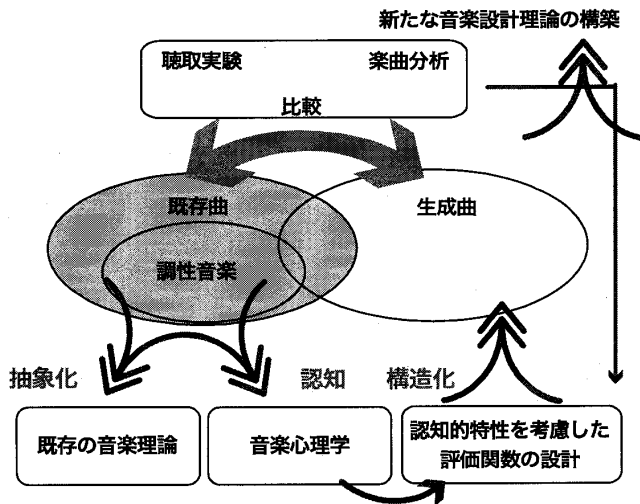 新たな音楽設計理論の構築
聴取実験
楽曲分析
比較
既存曲
生成曲
調性音楽
抽象化
認知
構造化
既存の音楽理論
音楽心理学
認知的特性を考慮した
評価関数の設計